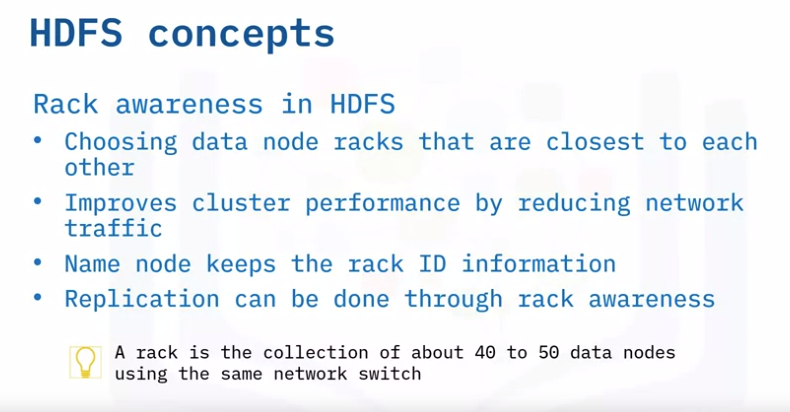 HDFS concepts
Rack awareness in HDFS
• Choosing data node racks that are closest to each
other
• Improves cluster performance by reducing network
traffic
• Name node keeps the rack ID information
• Replication can be done through rack awareness
A rack is the collection of about 40 to 50 data nodes
using the same network switch